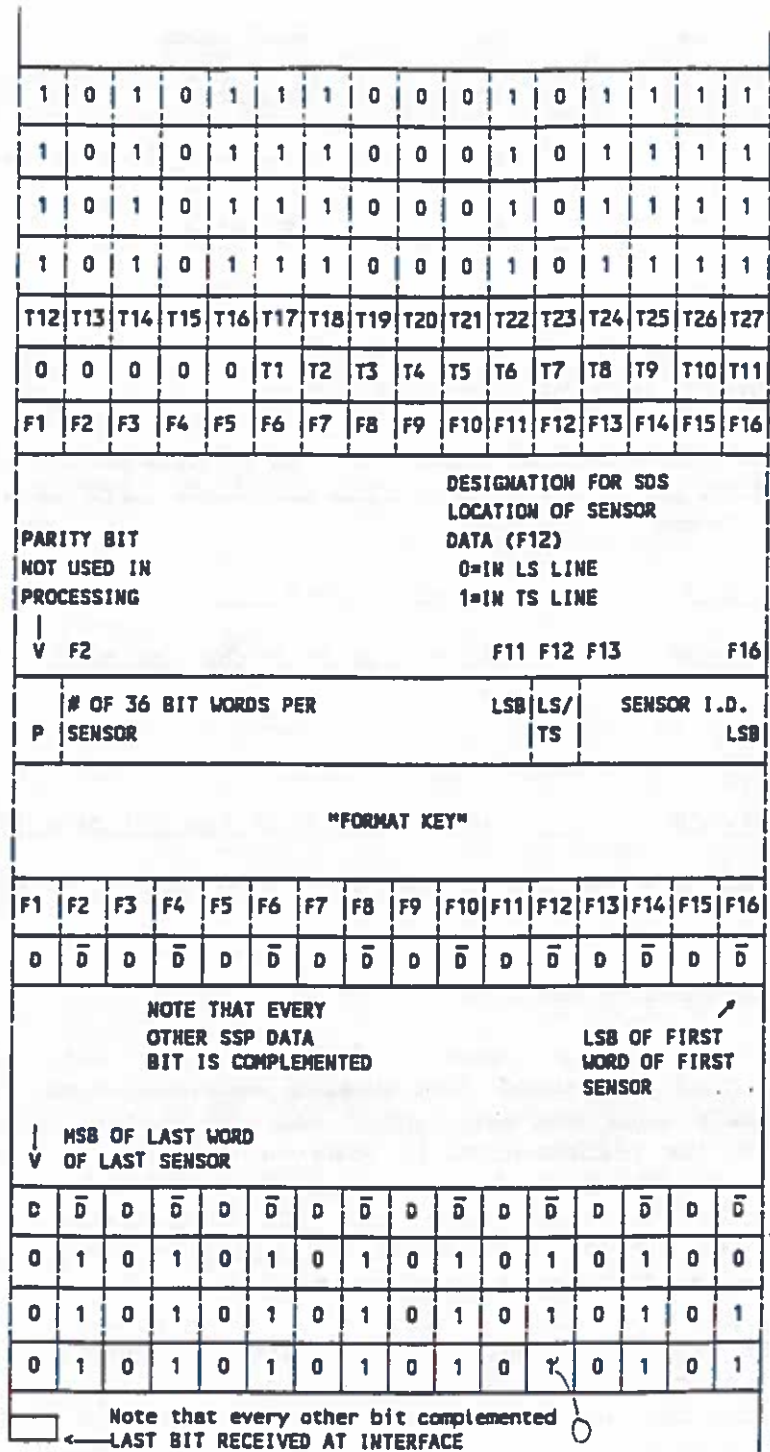 1 0 1 0 1 1 1 0 0 0 1 0 1 1 1 1
1 0 1 0 1 1 1 0 0 0 1 0 1 1 1 1
1 0 1 0 1 1 1 0 0 0 1 0 1 1 1 1
1 0 1 0 1 1 1 0 0 0 1 0 1 1 1 1
T12 T13 T14 T15 T16 T17 T18 T19 T20 T21 T22 T23 T24 T25 T26 T27
0 0 0 0 0 T1 T2 T3 T4 T5 T6 T7 T8 T9 T10 T11
F1 F2 F3 F4 F5 F6 F7 F8 F9 F10 F11 F12 F13 F14 F15 F16
DESIGNATION FOR SDS
LOCATION OF SENSOR
PARITY BIT DATA (F12)
NOT USED IN 0=IN LS LINE
PROCESSING 1=IN TS LINE
V F2 F11 F12 F13 F16
# OF 36 BIT WORDS PER LSB LS/ SENSOR I.D.
P SENSOR TS LSB
"FORMAT KEY"
F1 F2 F3 F4 F5 F6 F7 F8 F9 F10 F11 F12 F13 F14 F15 F16
D D̅ D D̅ D D̅ D D̅ D D̅ D D̅ D D̅ D D̅
NOTE THAT EVERY
OTHER SSP DATA LSB OF FIRST
BIT IS COMPLEMENTED WORD OF FIRST
SENSOR
MSB OF LAST WORD
V OF LAST SENSOR
D D̅ D D̅ D D̅ D D̅ D D̅ D D̅ D D̅ D D̅
0 1 0 1 0 1 0 1 0 1 0 1 0 1 0 0
0 1 0 1 0 1 0 1 0 1 0 1 0 1 0 1
0 1 0 1 0 1 0 1 0 1 0 1 0 1 0 1
Note that every other bit complemented
LAST BIT RECEIVED AT INTERFACE